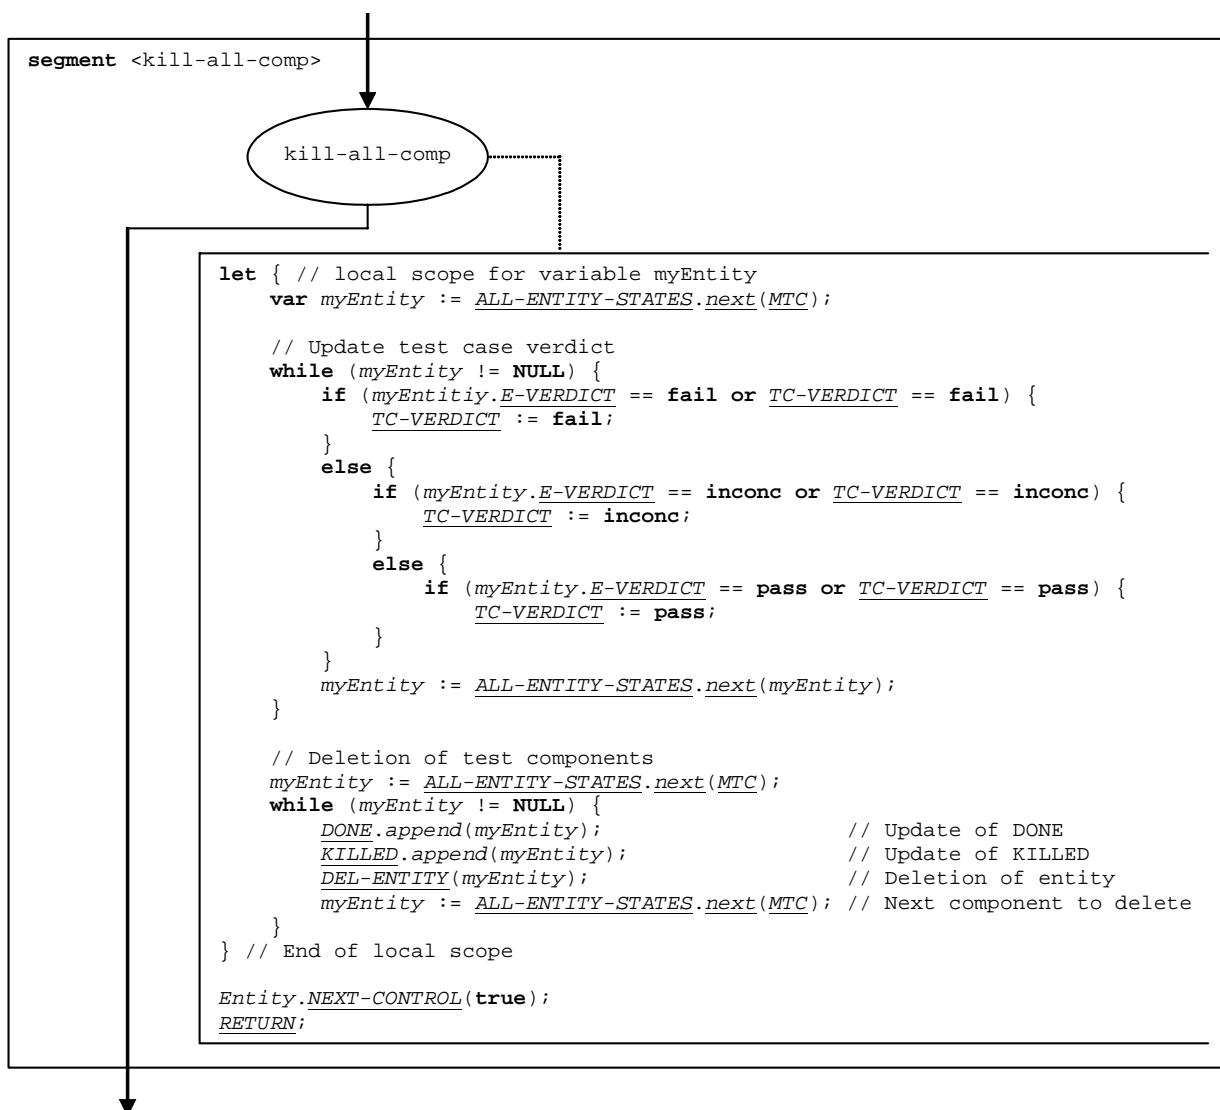 segment <kill-all-comp>
kill-all-comp
let { // local scope for variable myEntity
var myEntity := ALL-ENTITY-STATES.next(MTC);
// Update test case verdict
while (myEntity != NULL) {
if (myEntitiy.E-VERDICT == fail or TC-VERDICT == fail) {
TC-VERDICT := fail;
}
else {
if (myEntity.E-VERDICT == inconc or TC-VERDICT == inconc) {
TC-VERDICT := inconc;
}
else {
if (myEntity.E-VERDICT == pass or TC-VERDICT == pass) {
TC-VERDICT := pass;
}
}
myEntity := ALL-ENTITY-STATES.next(myEntity);
}
// Deletion of test components
myEntity := ALL-ENTITY-STATES.next(MTC);
while (myEntity != NULL) {
DONE.append(myEntity); // Update of DONE
KILLED.append(myEntity); // Update of KILLED
DEL-ENTITY(myEntity); // Deletion of entity
myEntity := ALL-ENTITY-STATES.next(MTC); // Next component to delete
}
} // End of local scope
Entity.NEXT-CONTROL(true);
RETURN;